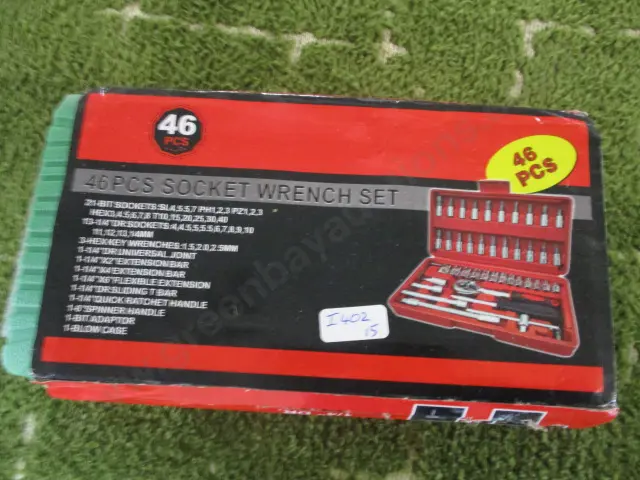 46
PCS
46 PCS
46PCS SOCKET WRENCH SET
21-BIT SOCKETS: SL4,5.5,7 PH1,2,3 PZ1,2,3
HEX3,4,5,6,7,8 T10,15,20,25,30,40
13-1/4"DR SOCKETS:4,4.5,5,5.5,6,7,8,9,10
11,12,13,14MM
3-HEX KEY WRENCHES:1.5,2.0,2.5MM
1-1/4"DR UNIVERSAL JOINT
1-1/4"X2"EXTENSION BAR
1-1/4"X4"EXTENSION BAR
1-1/4"X6"FLEXIBLE EXTENSION
1-1/4"DR SLIDING T BAR
1-1/4"QUICK RATCHET HANDLE
1-6"SPINNER HANDLE
1-BIT ADAPTOR
1-BLOW CASE
I402
15